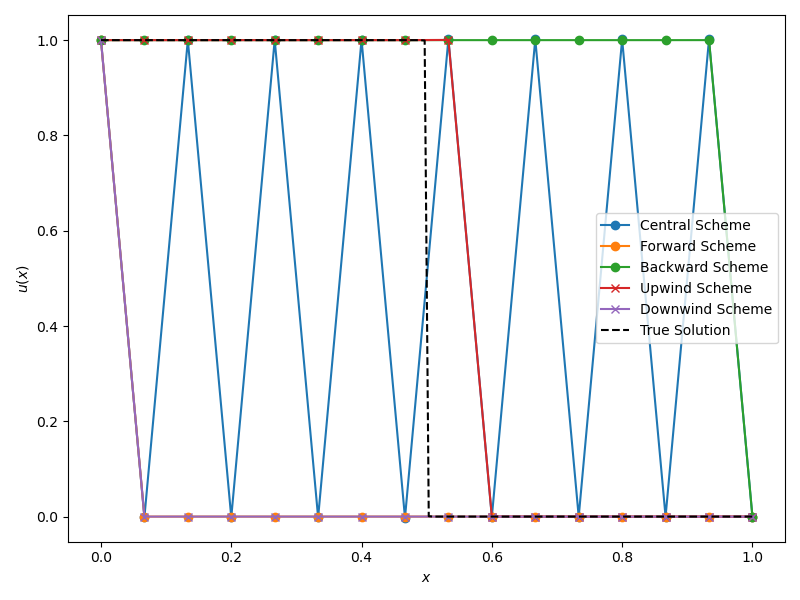 1.0
0.8
0.6
0.4
0.2
0.0
u(x)
Central Scheme
Forward Scheme
Backward Scheme
Upwind Scheme
Downwind Scheme
True Solution
0.0 0.2 0.4 0.6 0.8 1.0
x